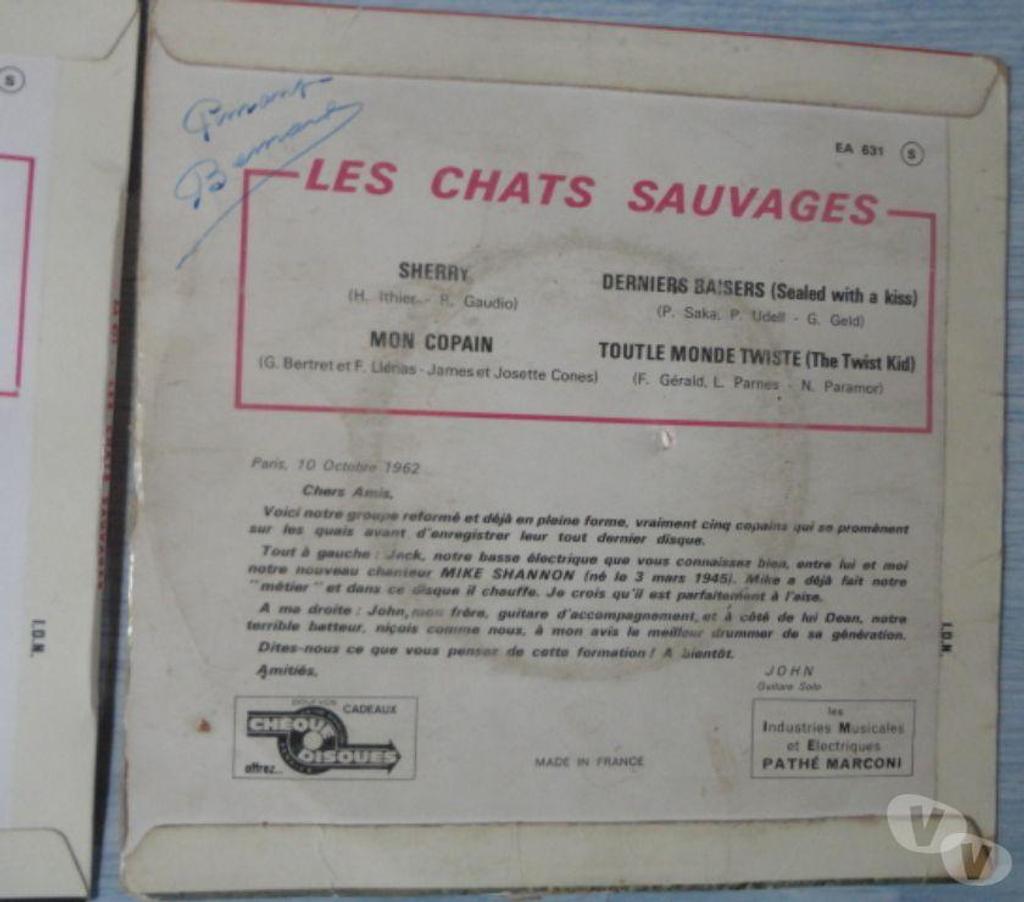 S
Bernard
EA 631 S
LES CHATS SAUVAGES
SHERRY
(H. Ithier - R. Gaudio)
MON COPAIN
(G. Bertret et F. Llénas - James et Josette Cones)
DERNIERS BAISERS (Sealed with a kiss)
(P. Saka, P. Udell - G. Geld)
TOUTLE MONDE TWISTE (The Twist Kid)
(F. Gérald, L. Parnes - N. Paramor)
Paris, 10 Octobre 1962
Chers Amis,
Voici notre groupe reformé et déjà en pleine forme, vraiment cinq copains qui se promènent
sur les quais avant d'enregistrer leur tout dernier disque.
Tout à gauche : Jack, notre basse électrique que vous connaissez bien, entre lui et moi
notre nouveau chanteur MIKE SHANNON (né le 3 mars 1945). Mike a déjà fait notre
"métier" et dans ce disque il chauffe. Je crois qu'il est parfaitement à l'aise.
A ma droite : John, mon frère, guitare d'accompagnement, et à côté de lui Dean, notre
terrible batteur, niçois comme nous, à mon avis le meilleur drummer de sa génération.
Dites-nous ce que vous pensez de cette formation ! A bientôt.
Amitiés,
JOHN
Guitare Solo
POUR VOS CADEAUX
CHÈQUE
DISQUES
offrez...
MADE IN FRANCE
les
Industries Musicales
et Electriques
PATHÉ MARCONI
I.D.N.
I.D.N.
V
V